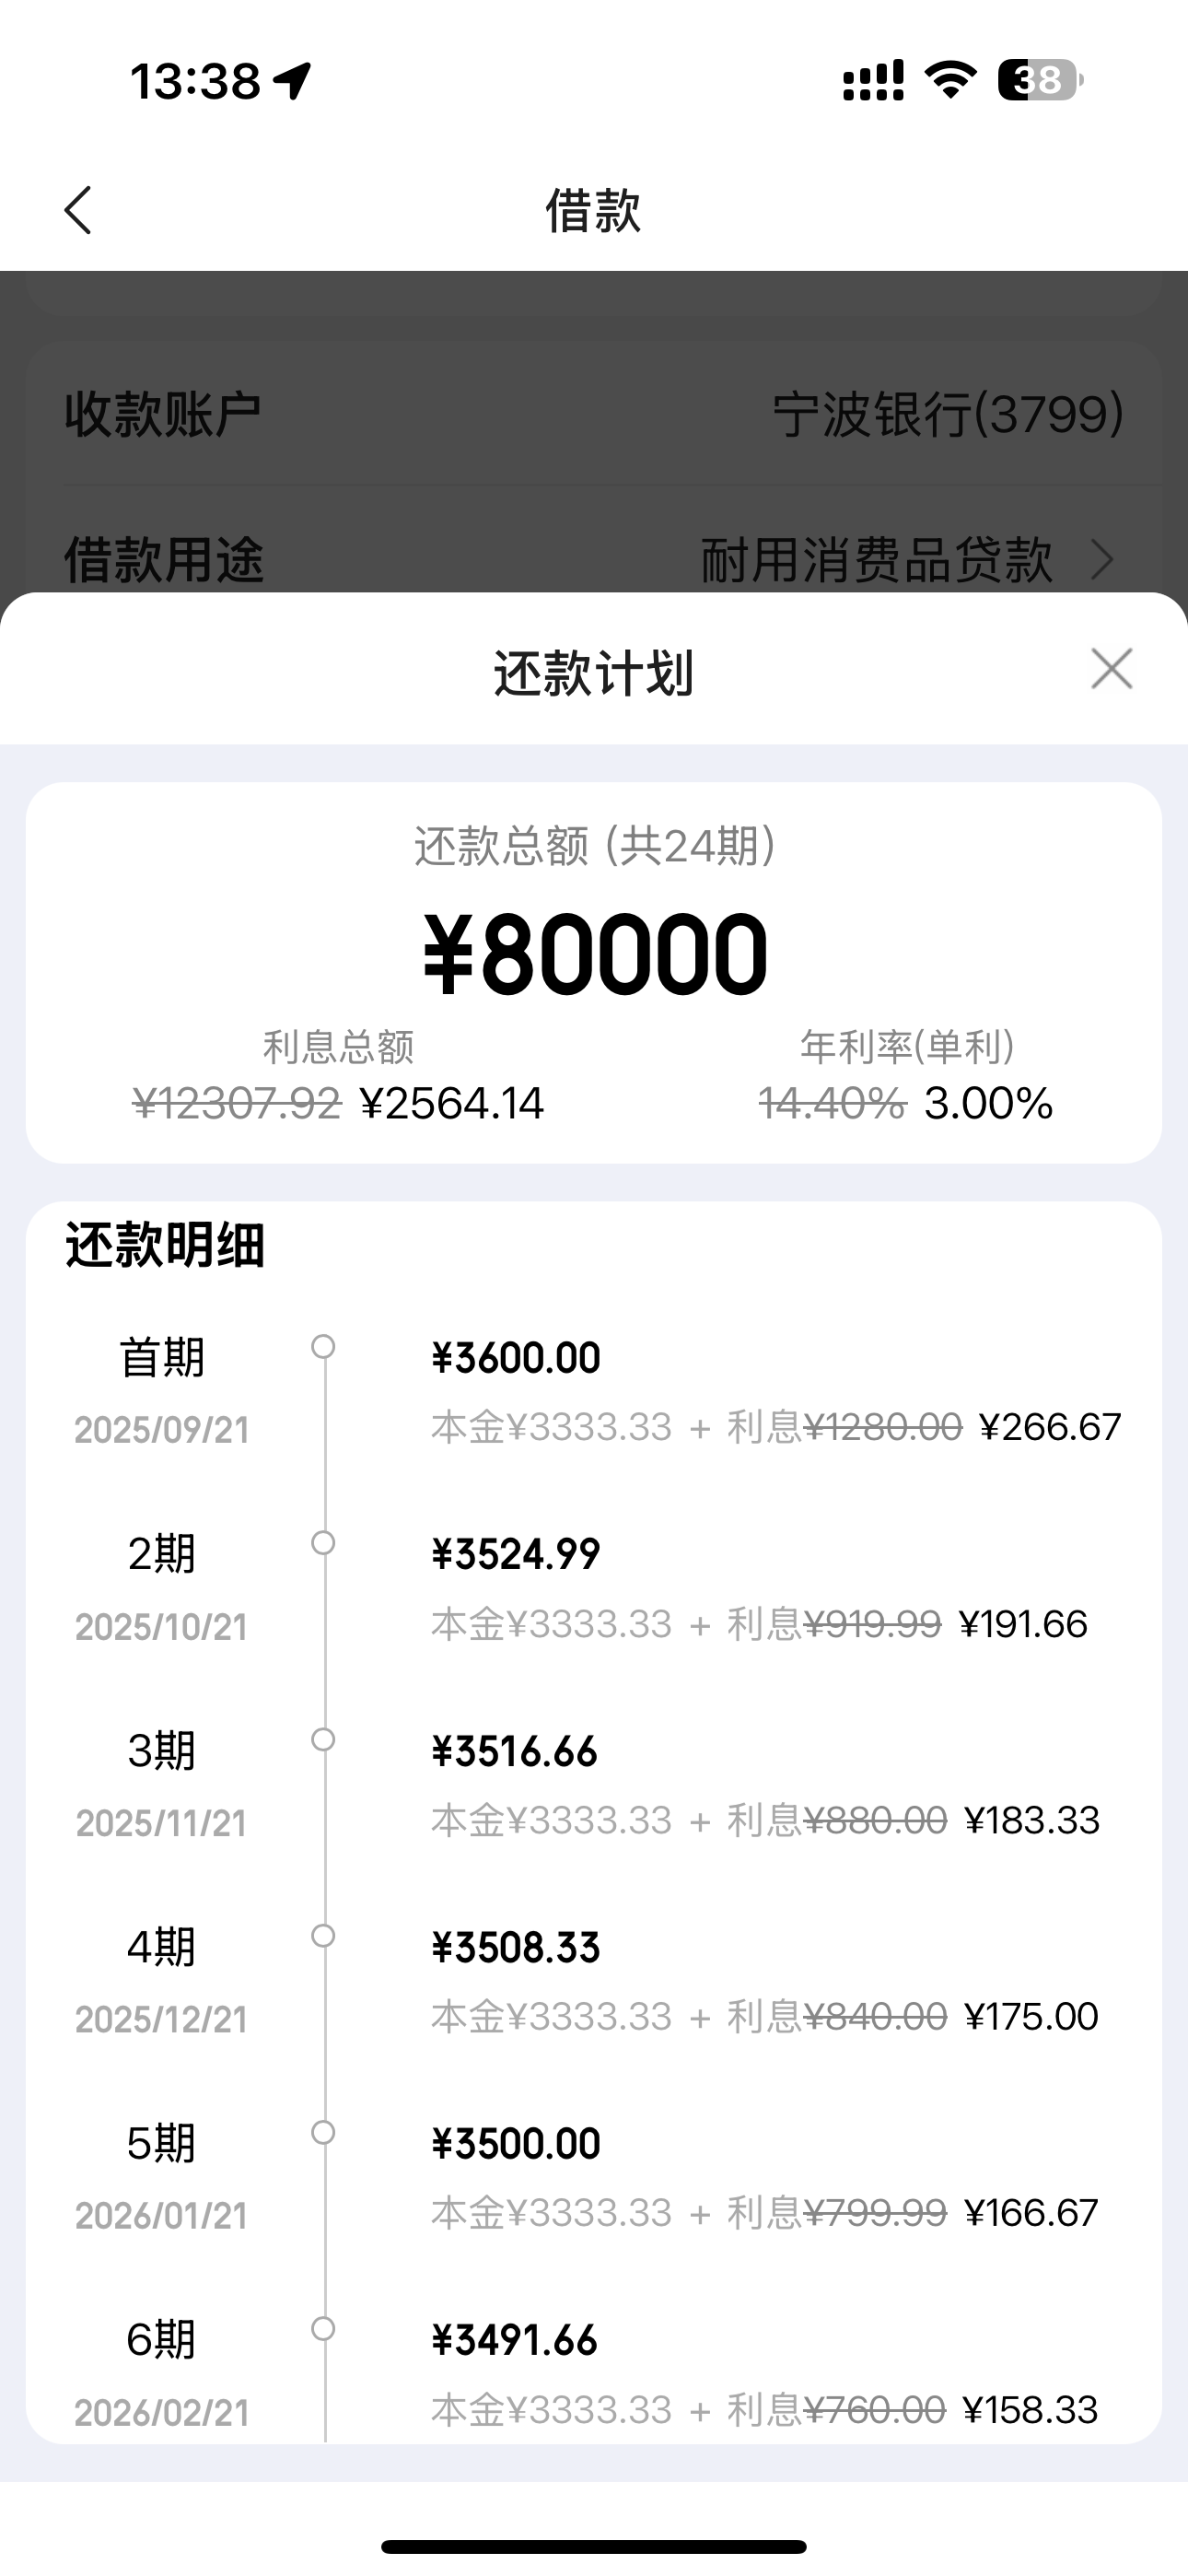 13:38
38
借款
收款账户 宁波银行(3799)
借款用途 耐用消费品贷款
还款计划
还款总额 (共24期)
¥80000
利息总额 年利率(单利)
¥12307.92 ¥2564.14 14.40% 3.00%
还款明细
首期 ¥3600.00
2025/09/21 本金¥3333.33 + 利息¥1280.00 ¥266.67
2期 ¥3524.99
2025/10/21 本金¥3333.33 + 利息¥919.99 ¥191.66
3期 ¥3516.66
2025/11/21 本金¥3333.33 + 利息¥880.00 ¥183.33
4期 ¥3508.33
2025/12/21 本金¥3333.33 + 利息¥840.00 ¥175.00
5期 ¥3500.00
2026/01/21 本金¥3333.33 + 利息¥799.99 ¥166.67
6期 ¥3491.66
2026/02/21 本金¥3333.33 + 利息¥760.00 ¥158.33